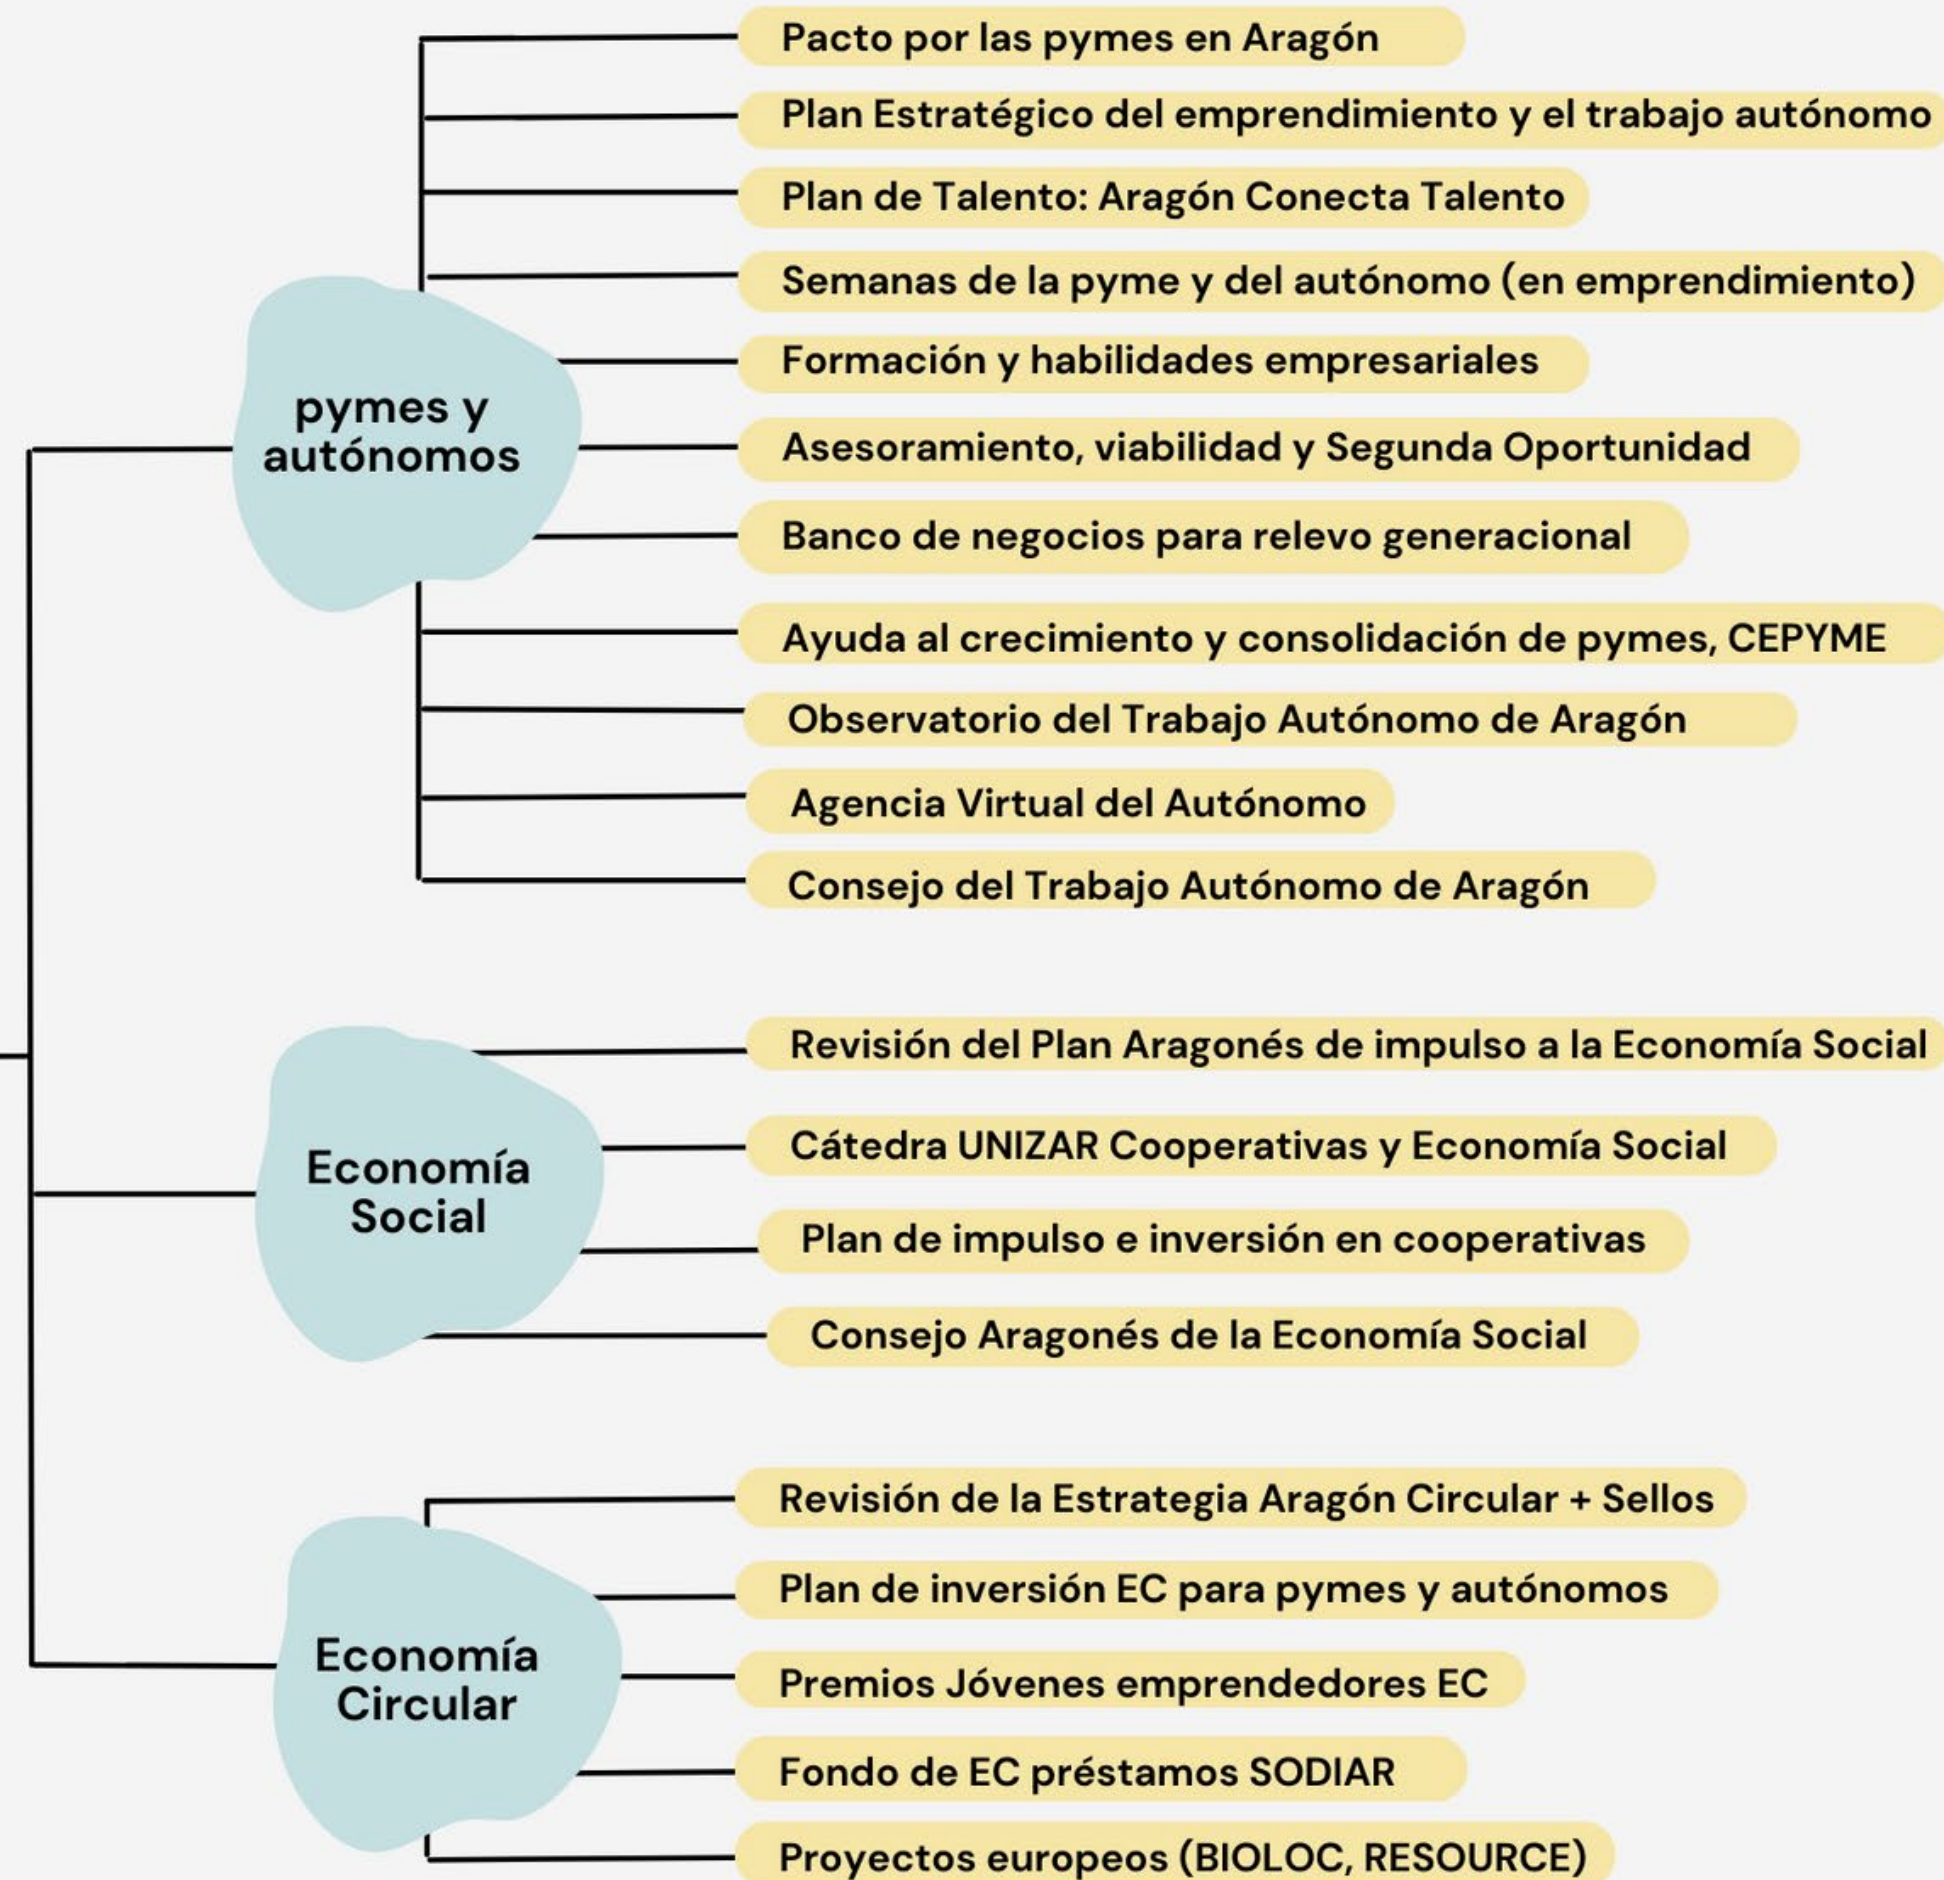 Pacto por las pymes en Aragón
Plan Estratégico del emprendimiento y el trabajo autónomo
Plan de Talento: Aragón Conecta Talento
Semanas de la pyme y del autónomo (en emprendimiento)
Formación y habilidades empresariales
pymes y
autónomos
Asesoramiento, viabilidad y Segunda Oportunidad
Banco de negocios para relevo generacional
Ayuda al crecimiento y consolidación de pymes, CEPYME
Observatorio del Trabajo Autónomo de Aragón
Agencia Virtual del Autónomo
Consejo del Trabajo Autónomo de Aragón
Revisión del Plan Aragonés de impulso a la Economía Social
Cátedra UNIZAR Cooperativas y Economía Social
Economía
Social
Plan de impulso e inversión en cooperativas
Consejo Aragonés de la Economía Social
Revisión de la Estrategia Aragón Circular + Sellos
Plan de inversión EC para pymes y autónomos
Economía
Circular
Premios Jóvenes emprendedores EC
Fondo de EC préstamos SODIAR
Proyectos europeos (BIOLOC, RESOURCE)